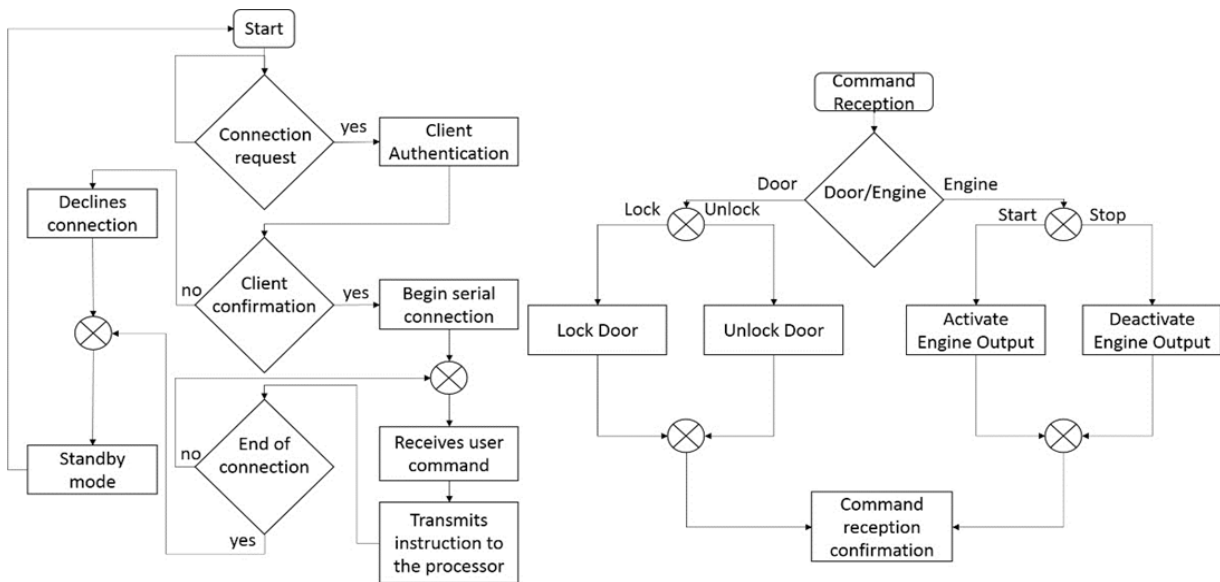 Start
Connection
request
yes
Client
Authentication
Declines
connection
no
Client
confirmation
yes
Begin serial
connection
no
End of
connection
yes
Receives user
command
Standby
mode
Transmits
instruction to
the processor
Command
Reception
Door
Door/Engine
Engine
Lock
Unlock
Start
Stop
Lock Door
Unlock Door
Activate
Engine Output
Deactivate
Engine Output
Command
reception
confirmation